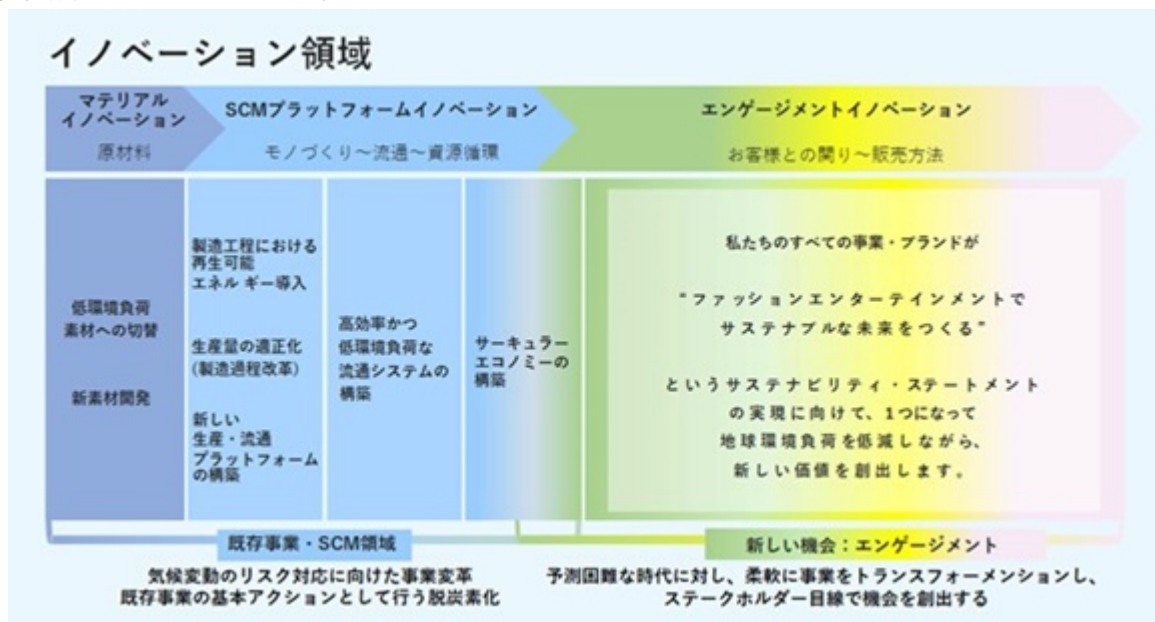 イノベーション領域
マテリアル
イノベーション
原材料
SCMプラットフォームイノベーション
モノづくり～流通～資源循環
エンゲージメントイノベーション
お客様との関り～販売方法
低環境負荷
素材への切替
新素材開発
製造工程における
再生可能
エネルギー導入
生産量の適正化
(製造過程改革)
新しい
生産・流通
プラットフォーム
の構築
高効率かつ
低環境負荷な
流通システムの
構築
サーキュラー
エコノミーの
構築
私たちのすべての事業・ブランドが
“ファッションエンターテインメントで
サステナブルな未来をつくる”
というサステナビリティ・ステートメント
の実現に向けて、1つになって
地球環境負荷を低減しながら、
新しい価値を創出します。
既存事業・SCM領域
気候変動のリスク対応に向けた事業変革
既存事業の基本アクションとして行う脱炭素化
新しい機会：エンゲージメント
予測困難な時代に対し、柔軟に事業をトランスフォーメンションし、
ステークホルダー目線で機会を創出する